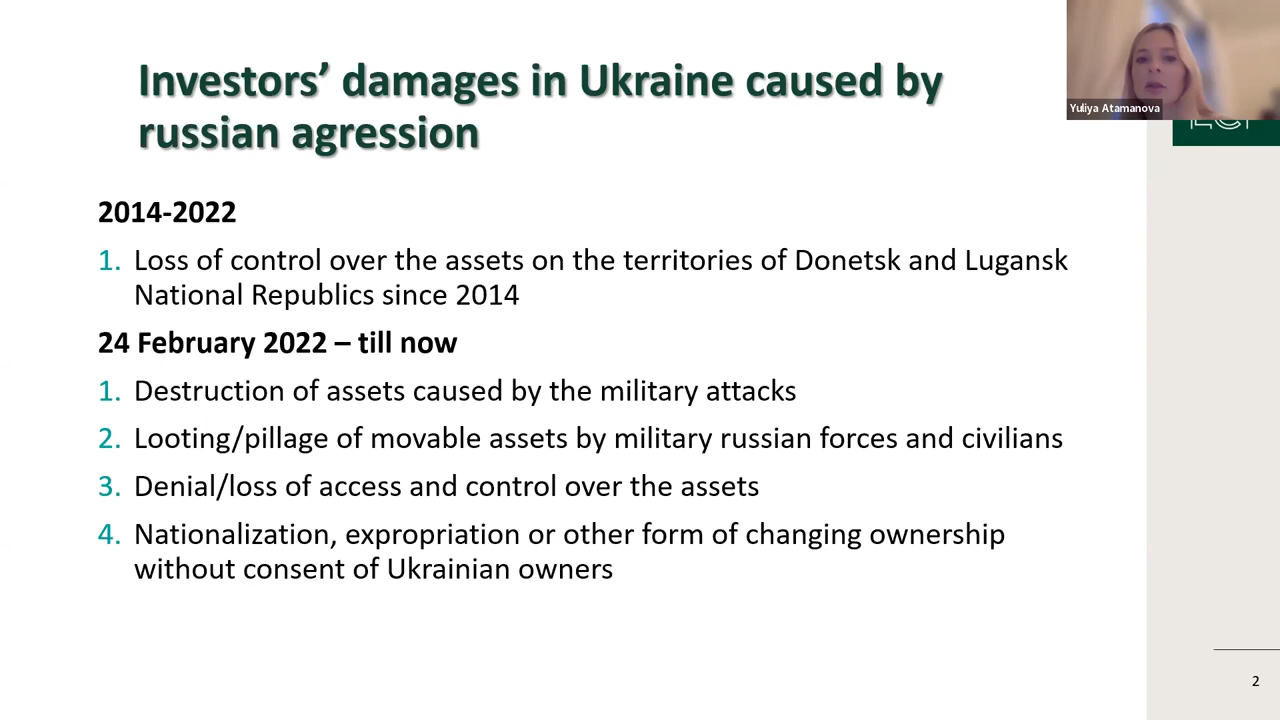 Investors’ damages in Ukraine caused by
russian agression
Yuliya Atamanova
2014-2022
1. Loss of control over the assets on the territories of Donetsk and Lugansk
National Republics since 2014
24 February 2022 – till now
1. Destruction of assets caused by the military attacks
2. Looting/pillage of movable assets by military russian forces and civilians
3. Denial/loss of access and control over the assets
4. Nationalization, expropriation or other form of changing ownership
without consent of Ukrainian owners
2